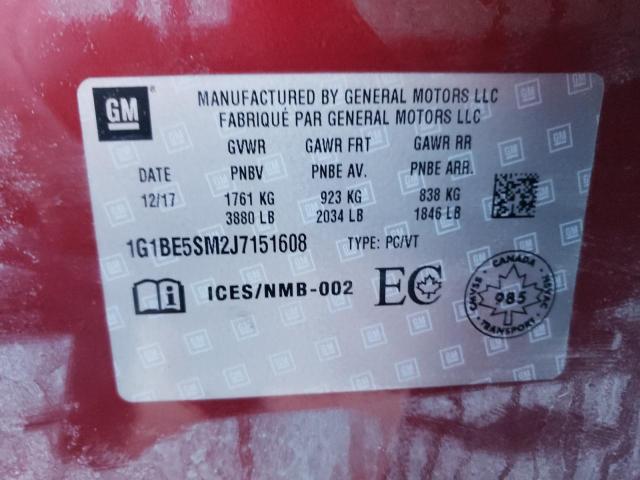 GM
MANUFACTURED BY GENERAL MOTORS LLC
FABRIQUÉ PAR GENERAL MOTORS LLC
GVWR GAWR FRT GAWR RR
DATE PNBV PNBE AV. PNBE ARR.
12/17 1761 KG 923 KG 838 KG
3880 LB 2034 LB 1846 LB
1G1BE5SM2J7151608 TYPE: PC/VT
ICES/NMB-002 EC
CANADA
CMVSS 985 NSVAC
TRANSPORT